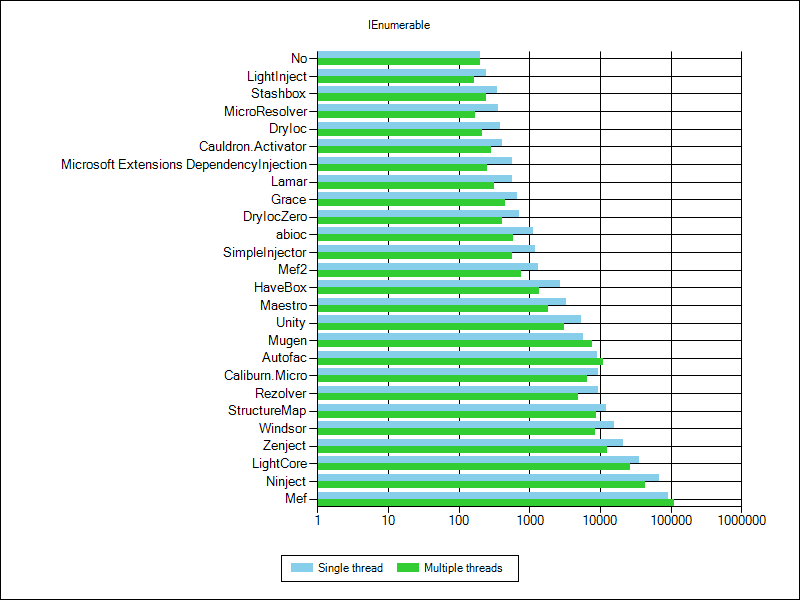 IEnumerable
No
LightInject
Stashbox
MicroResolver
DryIoc
Cauldron.Activator
Microsoft Extensions DependencyInjection
Lamar
Grace
DryIocZero
abioc
SimpleInjector
Mef2
HaveBox
Maestro
Unity
Mugen
Autofac
Caliburn.Micro
Rezolver
StructureMap
Windsor
Zenject
LightCore
Ninject
Mef
1 10 100 1000 10000 100000 1000000
Single thread Multiple threads